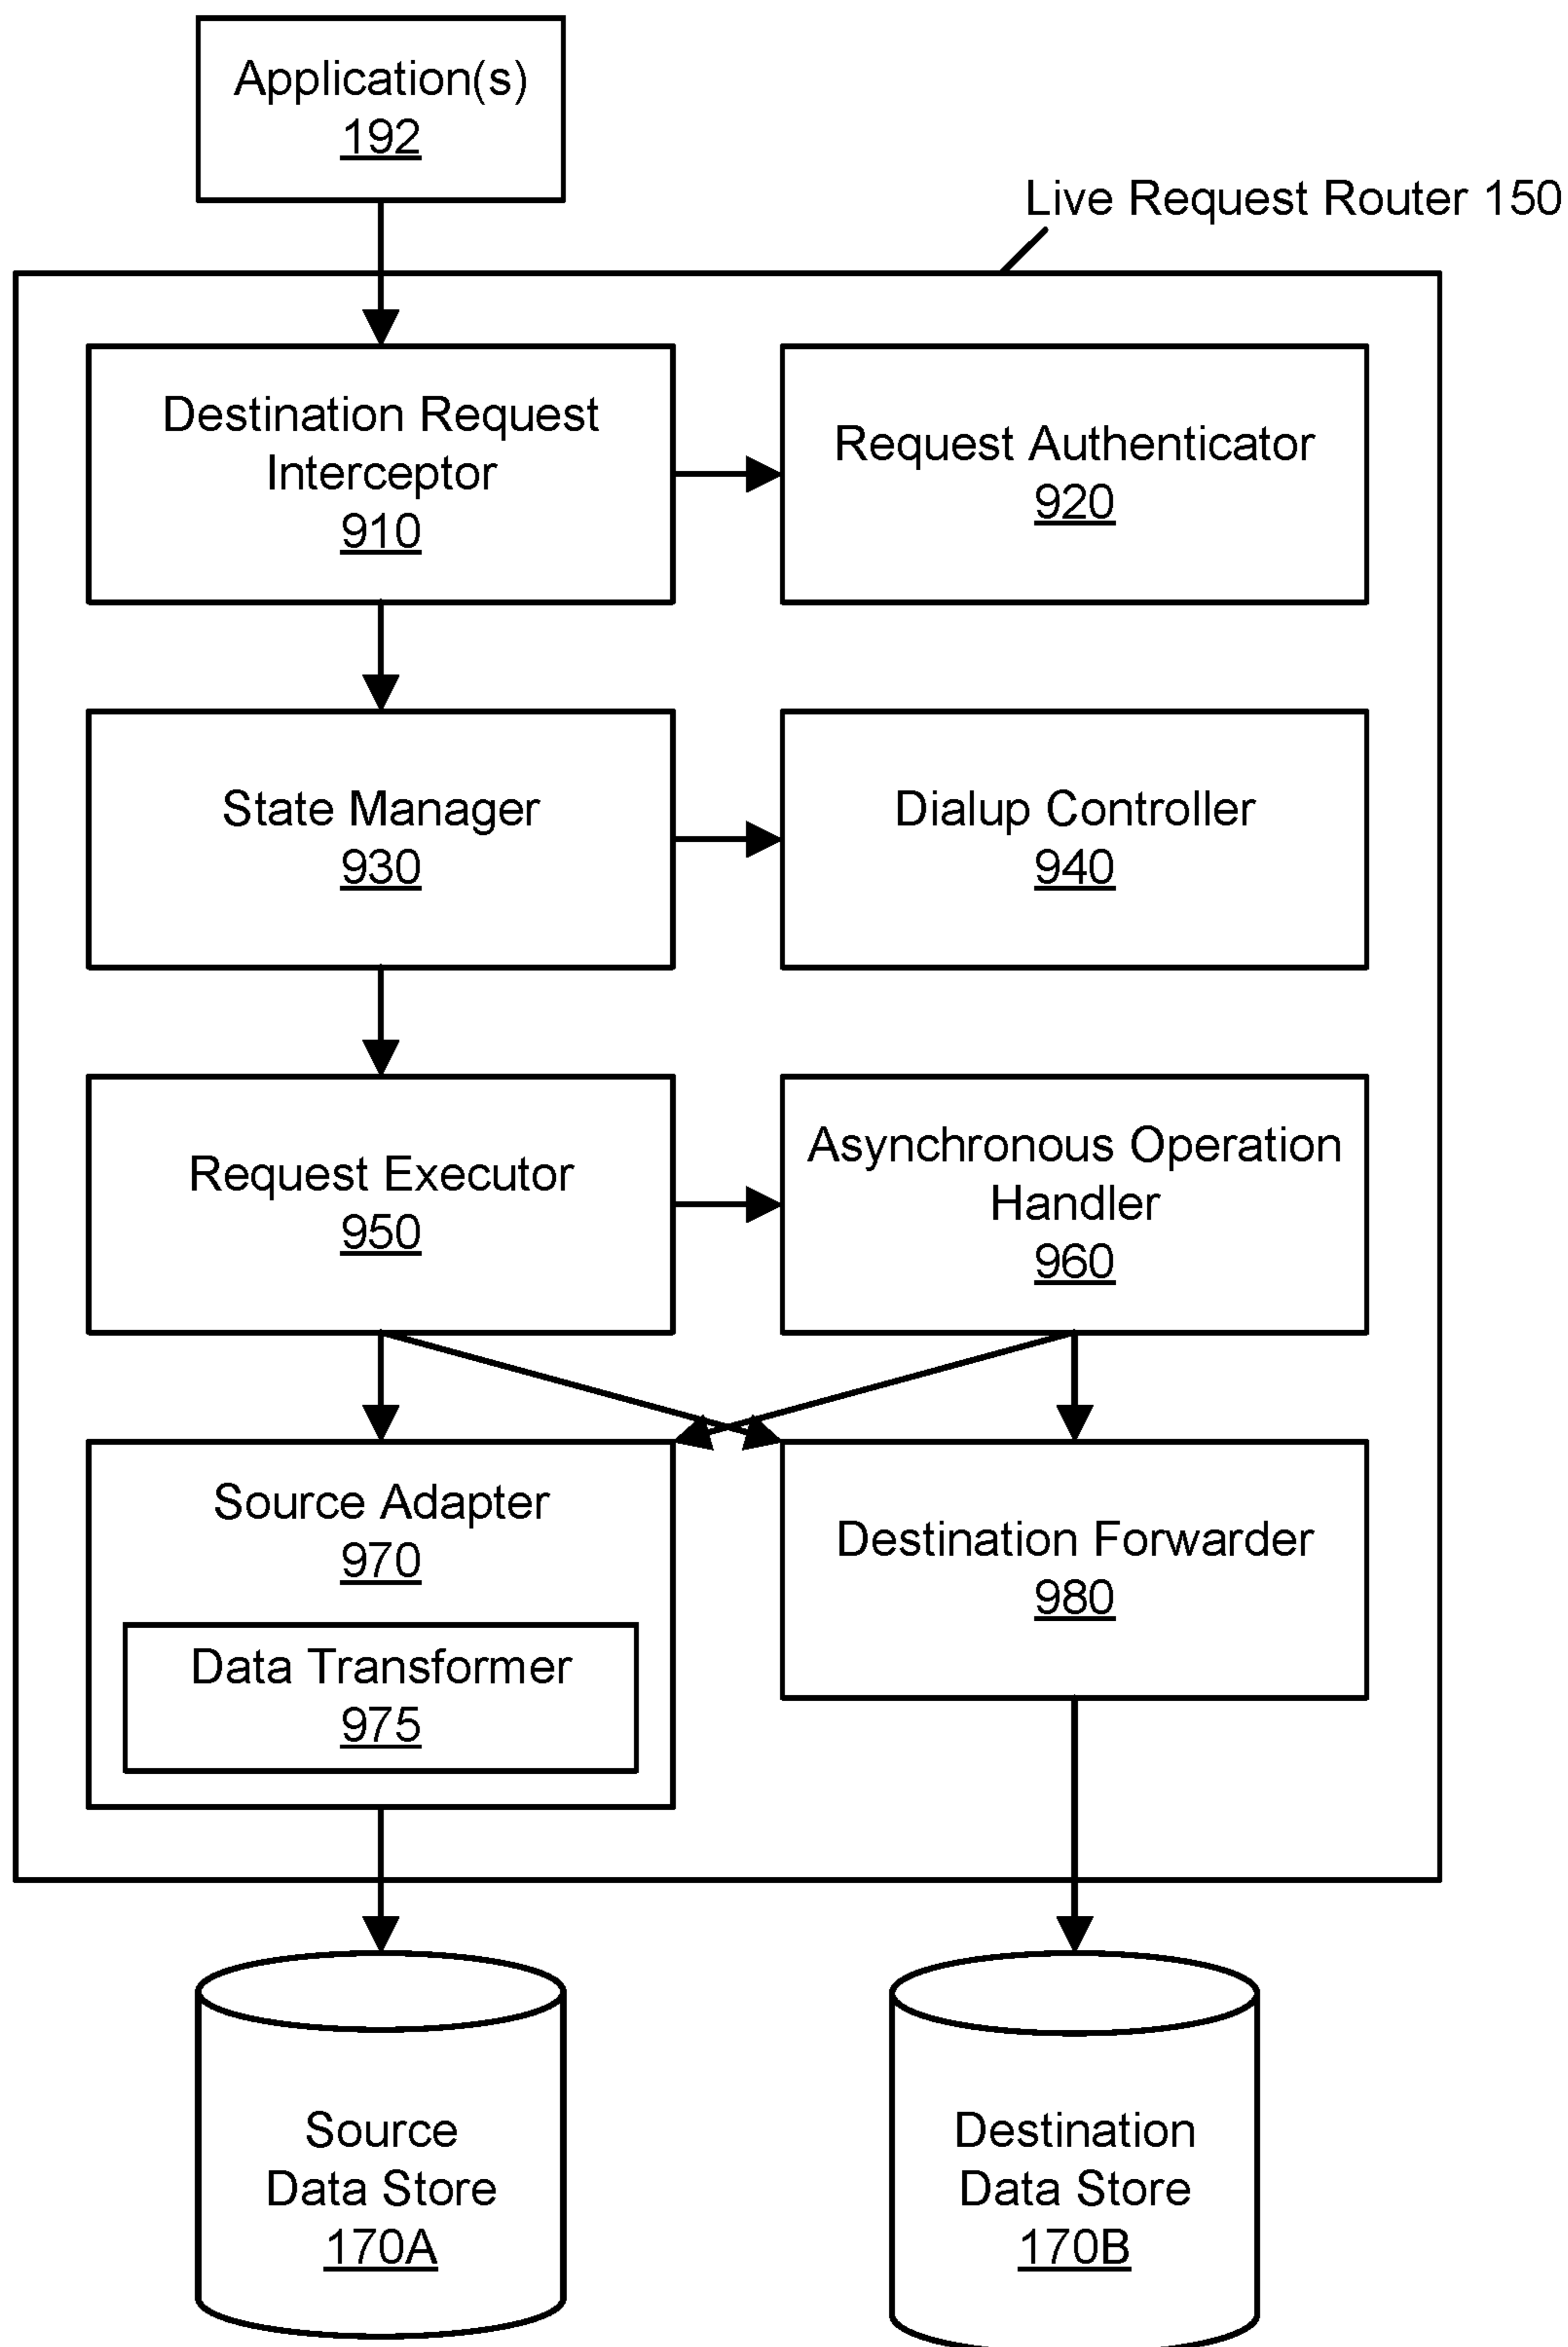 Application(s)
192
Live Request Router 150
Destination Request
Interceptor
910
Request Authenticator
920
State Manager
930
Dialup Controller
940
Request Executor
950
Asynchronous Operation
Handler
960
Source Adapter
970
Data Transformer
975
Destination Forwarder
980
Source
Data Store
170A
Destination
Data Store
170B